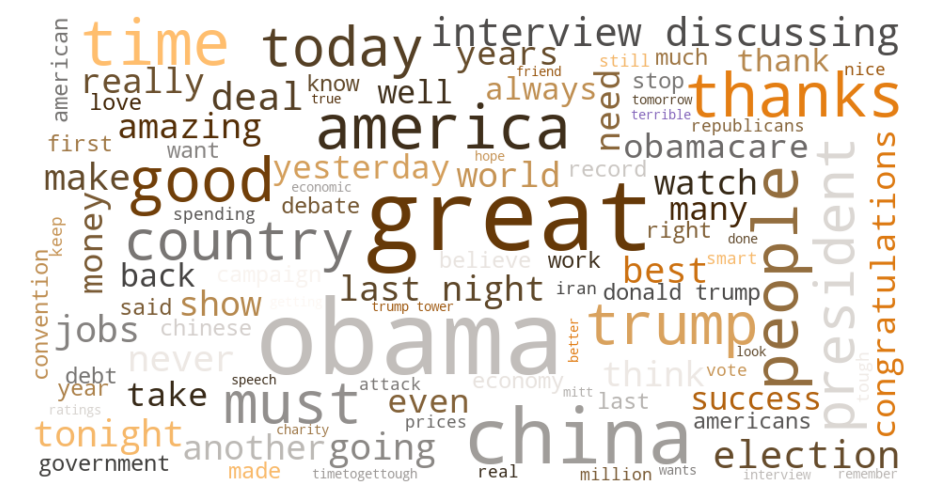 american
time
today
interview discussing
years
really
love
know
true
deal
well
friend
still
much
always
thank
nice
need
stop
tomorrow
terrible
thanks
republicans
first
amazing
want
america
obamacare
make
good
yesterday
hope
world
record
economic
watch
president
congratulations
money
spending
debate
great
many
people
country
right
done
keep
convention
back
campaign
believe
work
best
smart
said
show
last night
iran
donald trump
trump tower
jobs
chinese
obama
trump
better
look
never
think
vote
tough
debt
year
speech
attack
economy
mitt
ratings
take
must
even
prices
last
success
americans
tonight
another
going
charity
china
election
government
made
timetogettough
real
million
wants
interview
remember